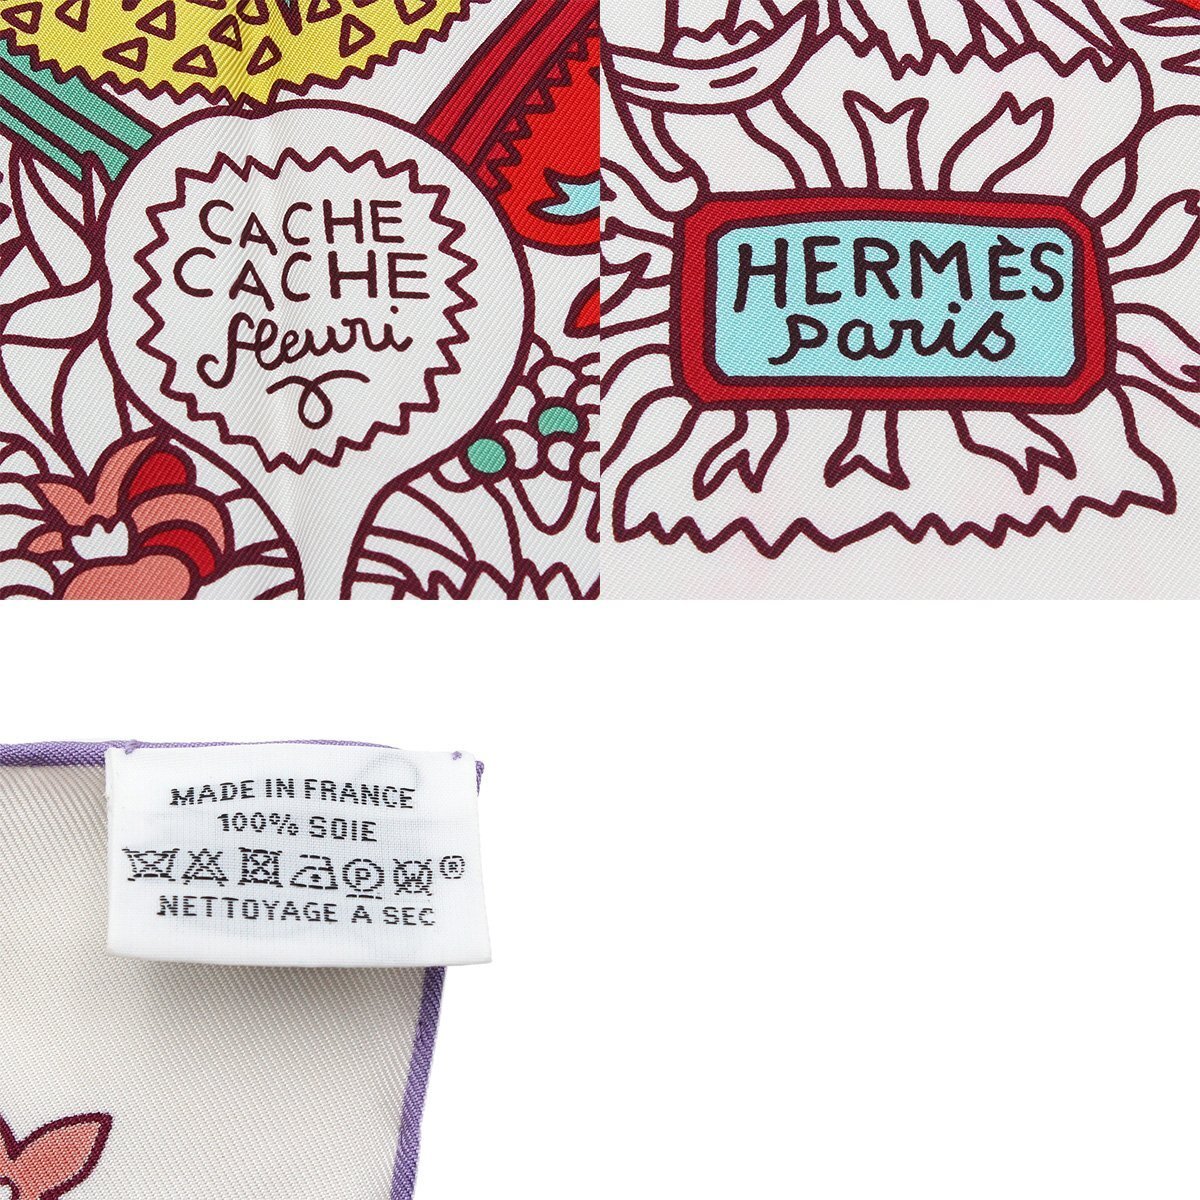 CACHE
CACHE
fleuri
HERMÈS
Paris
MADE IN FRANCE
100% SOIE
P ®
NETTOYAGE A SEC